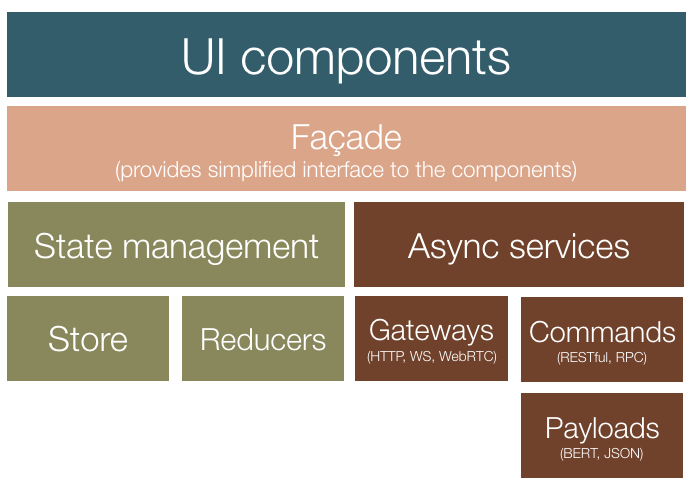 UI components
Façade
(provides simplified interface to the components)
State management
Async services
Store
Reducers
Gateways
(HTTP, WS, WebRTC)
Commands
(RESTful, RPC)
Payloads
(BERT, JSON)